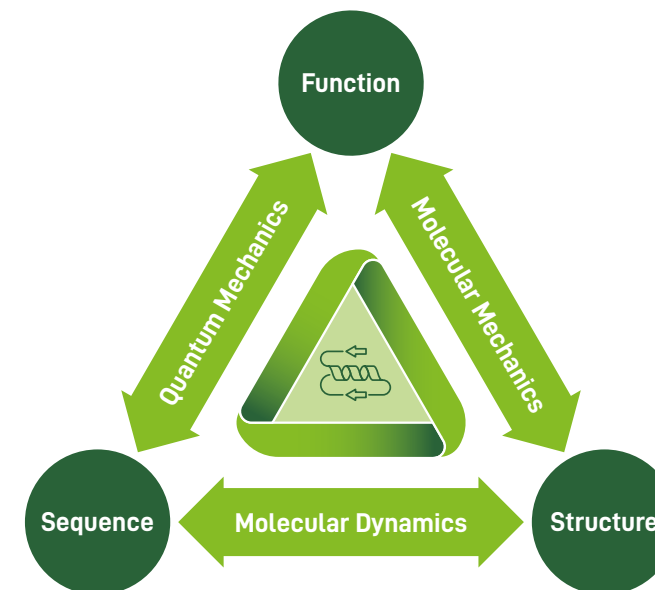 Function
Quantum Mechanics
Molecular Mechanics
Sequence
Molecular Dynamics
Structure